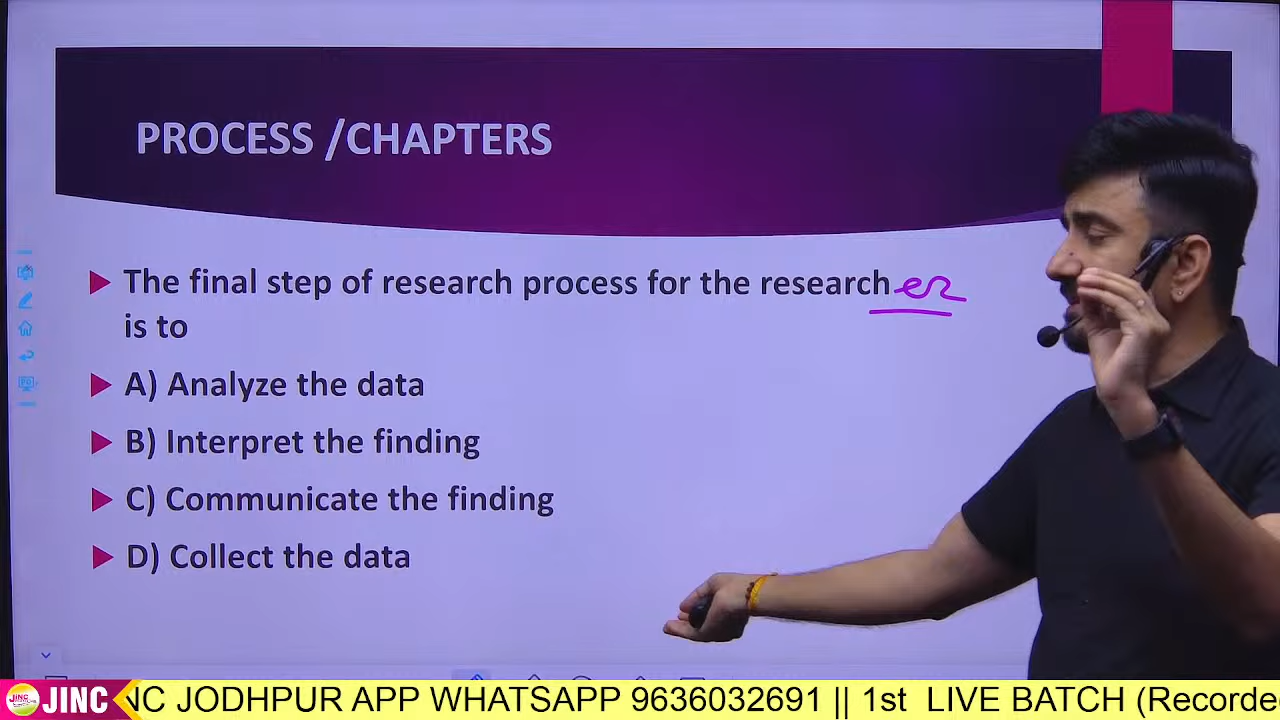 PROCESS /CHAPTERS
The final step of research process for the researcher
is to
A) Analyze the data
B) Interpret the finding
C) Communicate the finding
D) Collect the data
JINC
NC JODHPUR APP WHATSAPP 9636032691 || 1st LIVE BATCH (Recorde